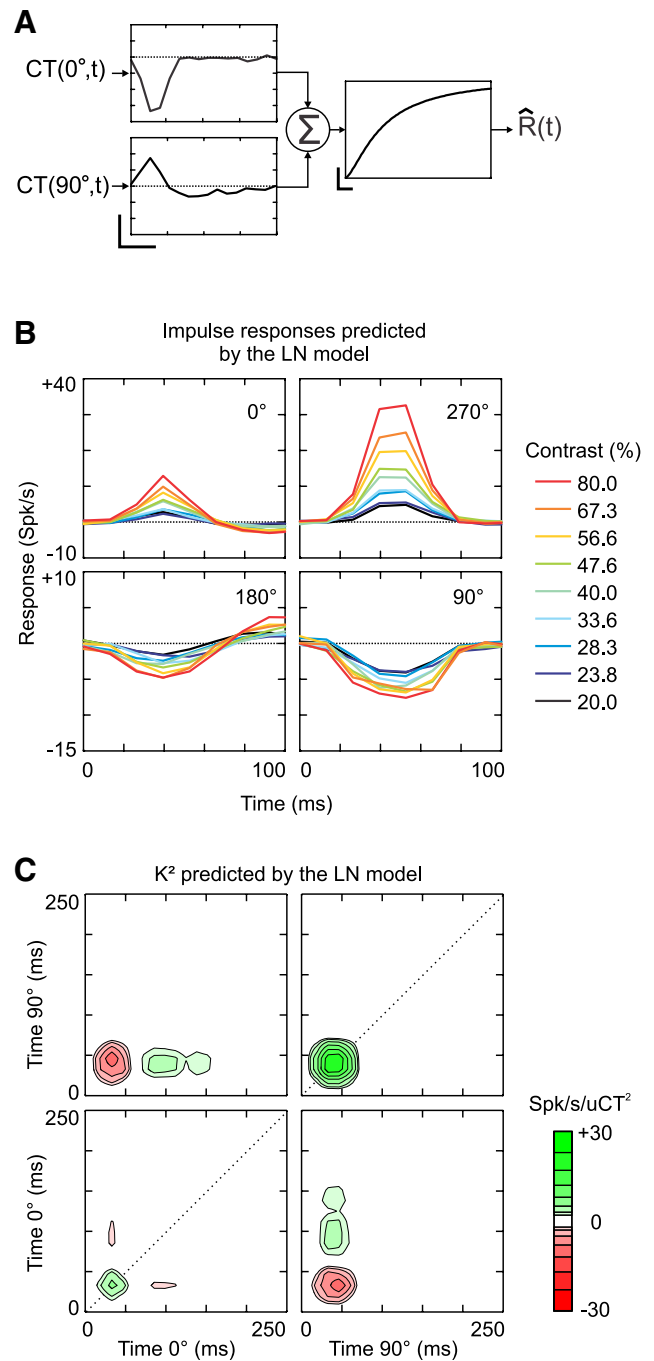 A
CT(0°,t)
CT(90°,t)
Σ
R̂(t)
B
Impulse responses predicted
by the LN model
+40
0°
270°
-10
Response (Spk/s)
+10
180°
90°
-15
0
100
0
100
Time (ms)
Contrast (%)
80.0
67.3
56.6
47.6
40.0
33.6
28.3
23.8
20.0
C
K² predicted by the LN model
250
Time 90° (ms)
0
250
Time 0° (ms)
0
0
250
0
250
Time 0° (ms)
Time 90° (ms)
Spk/s/uCT²
+30
0
-30